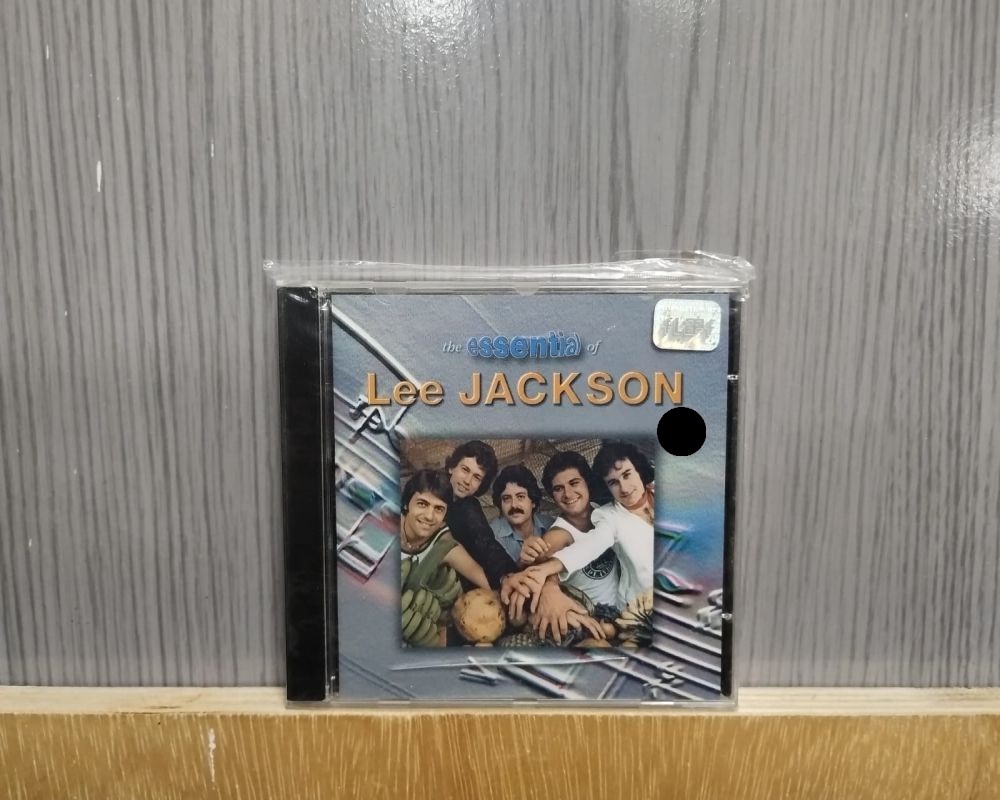 the essential of
Lee JACKSON